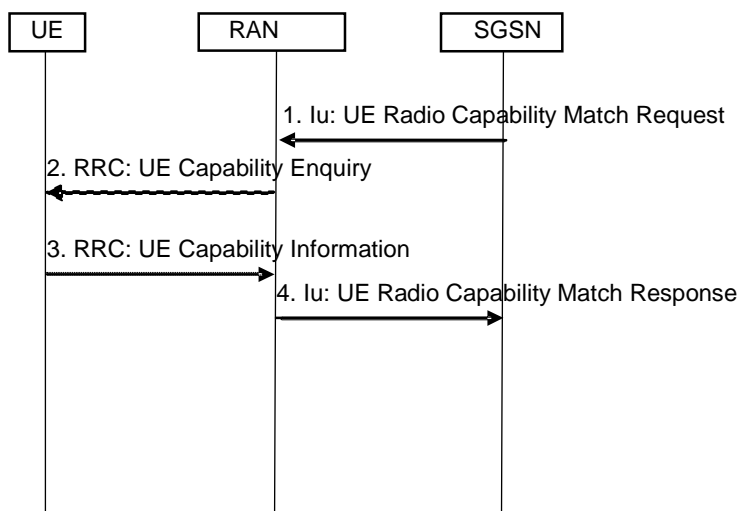 UE RAN SGSN
1. Iu: UE Radio Capability Match Request
2. RRC: UE Capability Enquiry
3. RRC: UE Capability Information
4. Iu: UE Radio Capability Match Response